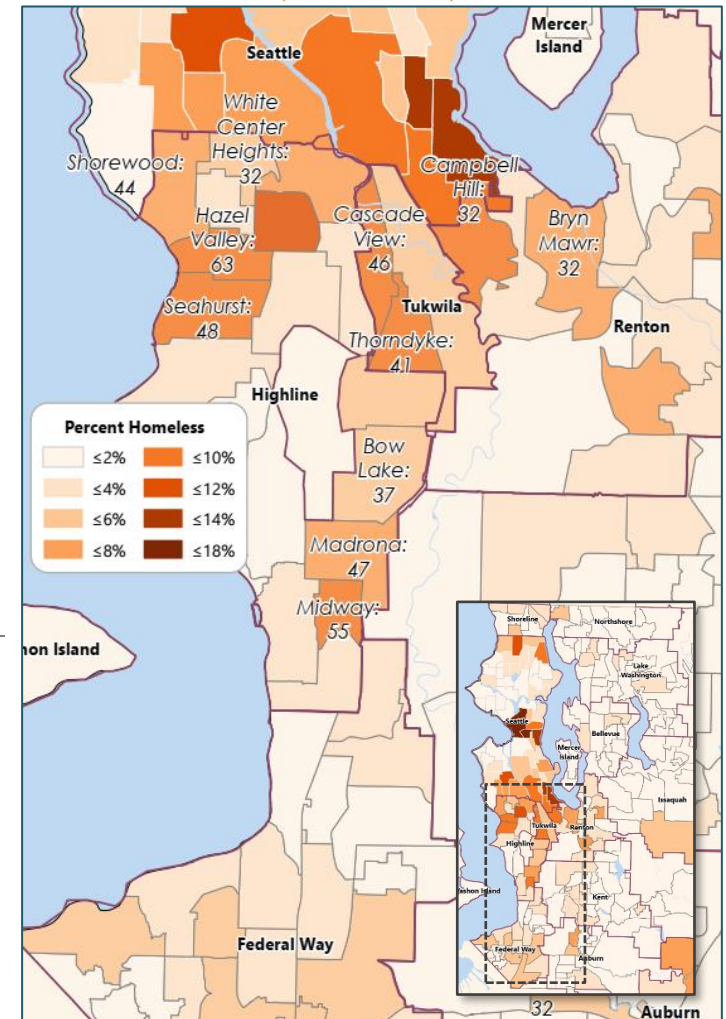 Mercer
Island
Seattle
White
Center
Heights:
32
Shorewood:
44
Campbell
Hill:
32
Hazel
Valley:
63
Cascade
View:
46
Bryn
Mawr:
32
Seahurst:
48
Tukwila
Thorndyke:
41
Renton
Highline
Percent Homeless
≤2%
≤4%
≤6%
≤8%
≤10%
≤12%
≤14%
≤18%
Bow
Lake:
37
Madrona:
47
Midway:
55
hon Island
Federal Way
32
Auburn
Shoreline
Northshore
Lake
Washington
Seattle
Bellevue
Mercer
Island
Issaquah
Tukwila
Renton
Highline
ashon Island
Kent
Federal Way
Auburn